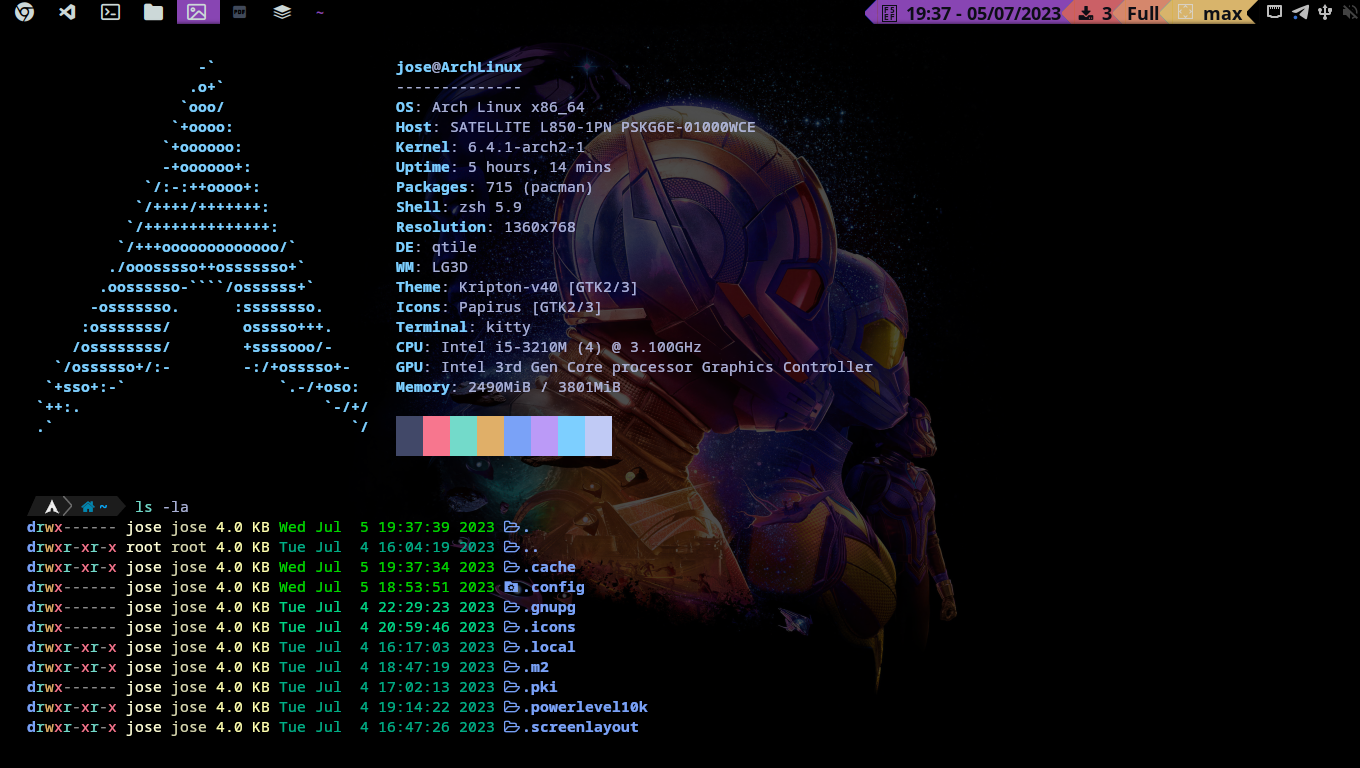 PDF ~ 19:37 - 05/07/2023 3 Full max
-`
.o+`
`ooo/
`+oooo:
`+oooooo:
-+oooooo+:
`/:-:++oooo+:
`/++++/+++++++:
`/++++++++++++++:
`/+++ooooooooooooo/`
./ooosssso++osssssso+`
.oossssso-````/ossssss+`
-osssssso. :ssssssso.
:osssssss/ osssso+++.
/ossssssss/ +ssssooo/-
`/ossssso+/:- -:/+osssso+-
`+sso+:-` `.-/+oso:
`++:. `-/+/
.` `/
jose@ArchLinux
--------------
OS: Arch Linux x86_64
Host: SATELLITE L850-1PN PSKG6E-01000WCE
Kernel: 6.4.1-arch2-1
Uptime: 5 hours, 14 mins
Packages: 715 (pacman)
Shell: zsh 5.9
Resolution: 1360x768
DE: qtile
WM: LG3D
Theme: Kripton-v40 [GTK2/3]
Icons: Papirus [GTK2/3]
Terminal: kitty
CPU: Intel i5-3210M (4) @ 3.100GHz
GPU: Intel 3rd Gen Core processor Graphics Controller
Memory: 2490MiB / 3801MiB
~ ls -la
drwx------ jose jose 4.0 KB Wed Jul  5 19:37:39 2023 .
drwxr-xr-x root root 4.0 KB Tue Jul  4 16:04:19 2023 ..
drwxr-xr-x jose jose 4.0 KB Wed Jul  5 19:37:34 2023 .cache
drwxr-xr-x jose jose 4.0 KB Wed Jul  5 18:53:51 2023 .config
drwx------ jose jose 4.0 KB Tue Jul  4 22:29:23 2023 .gnupg
drwx------ jose jose 4.0 KB Tue Jul  4 20:59:46 2023 .icons
drwxr-xr-x jose jose 4.0 KB Tue Jul  4 16:17:03 2023 .local
drwxr-xr-x jose jose 4.0 KB Tue Jul  4 18:47:19 2023 .m2
drwx------ jose jose 4.0 KB Tue Jul  4 17:02:13 2023 .pki
drwxr-xr-x jose jose 4.0 KB Tue Jul  4 19:14:22 2023 .powerlevel10k
drwxr-xr-x jose jose 4.0 KB Tue Jul  4 16:47:26 2023 .screenlayout